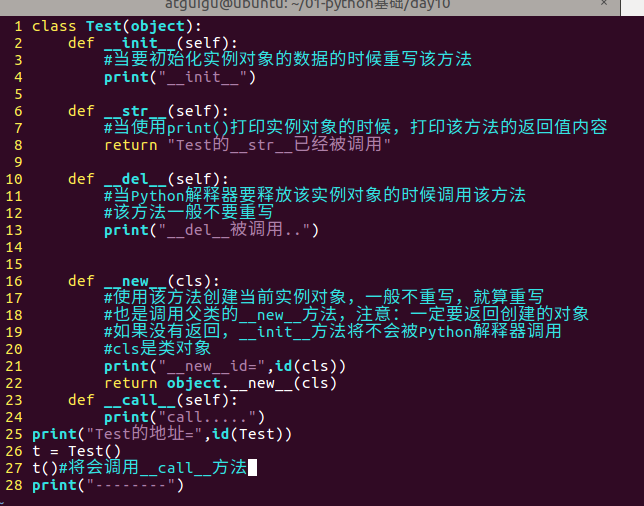 atguigu@ubuntu: ~/01-python基础/day10
1 class Test(object):
2     def __init__(self):
3         #当要初始化实例对象的数据的时候重写该方法
4         print("__init__")
5
6     def __str__(self):
7         #当使用print()打印实例对象的时候，打印该方法的返回值内容
8         return "Test的__str__已经被调用"
9
10     def __del__(self):
11         #当Python解释器要释放该实例对象的时候调用该方法
12         #该方法一般不要重写
13         print("__del__被调用..")
14
15
16     def __new__(cls):
17         #使用该方法创建当前实例对象，一般不重写，就算重写
18         #也是调用父类的__new__方法，注意：一定要返回创建的对象
19         #如果没有返回，__init__方法将不会被Python解释器调用
20         #cls是类对象
21         print("__new__id=",id(cls))
22         return object.__new__(cls)
23     def __call__(self):
24         print("call.....")
25 print("Test的地址=",id(Test))
26 t = Test()
27 t()#将会调用__call__方法
28 print("--------")
~